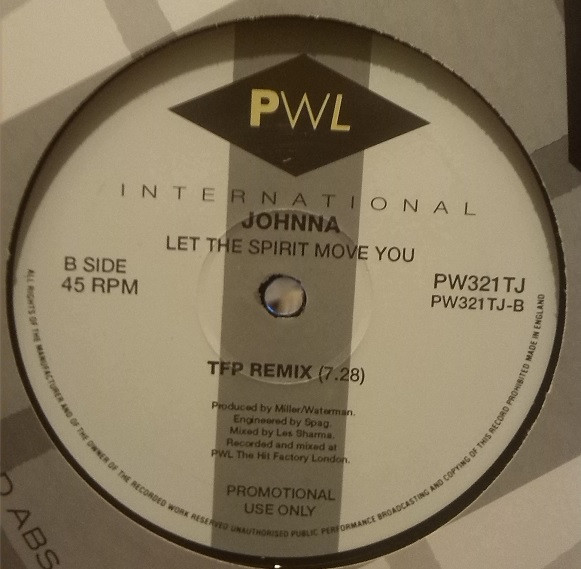 PWL
INTERNATIONAL
JOHNNA
LET THE SPIRIT MOVE YOU
B SIDE
45 RPM
PW321TJ
PW321TJ-B
TFP REMIX (7.28)
Produced by Miller/Waterman.
Engineered by Spag.
Mixed by Les Sharma.
Recorded and mixed at
PWL The Hit Factory London.
PROMOTIONAL
USE ONLY
ALL RIGHTS OF THE MANUFACTURER AND OF THE OWNER OF THE RECORDED WORK RESERVED UNAUTHORISED PUBLIC PERFORMANCE BROADCASTING AND COPYING OF THIS RECORD PROHIBITED MADE IN ENGLAND
ABS